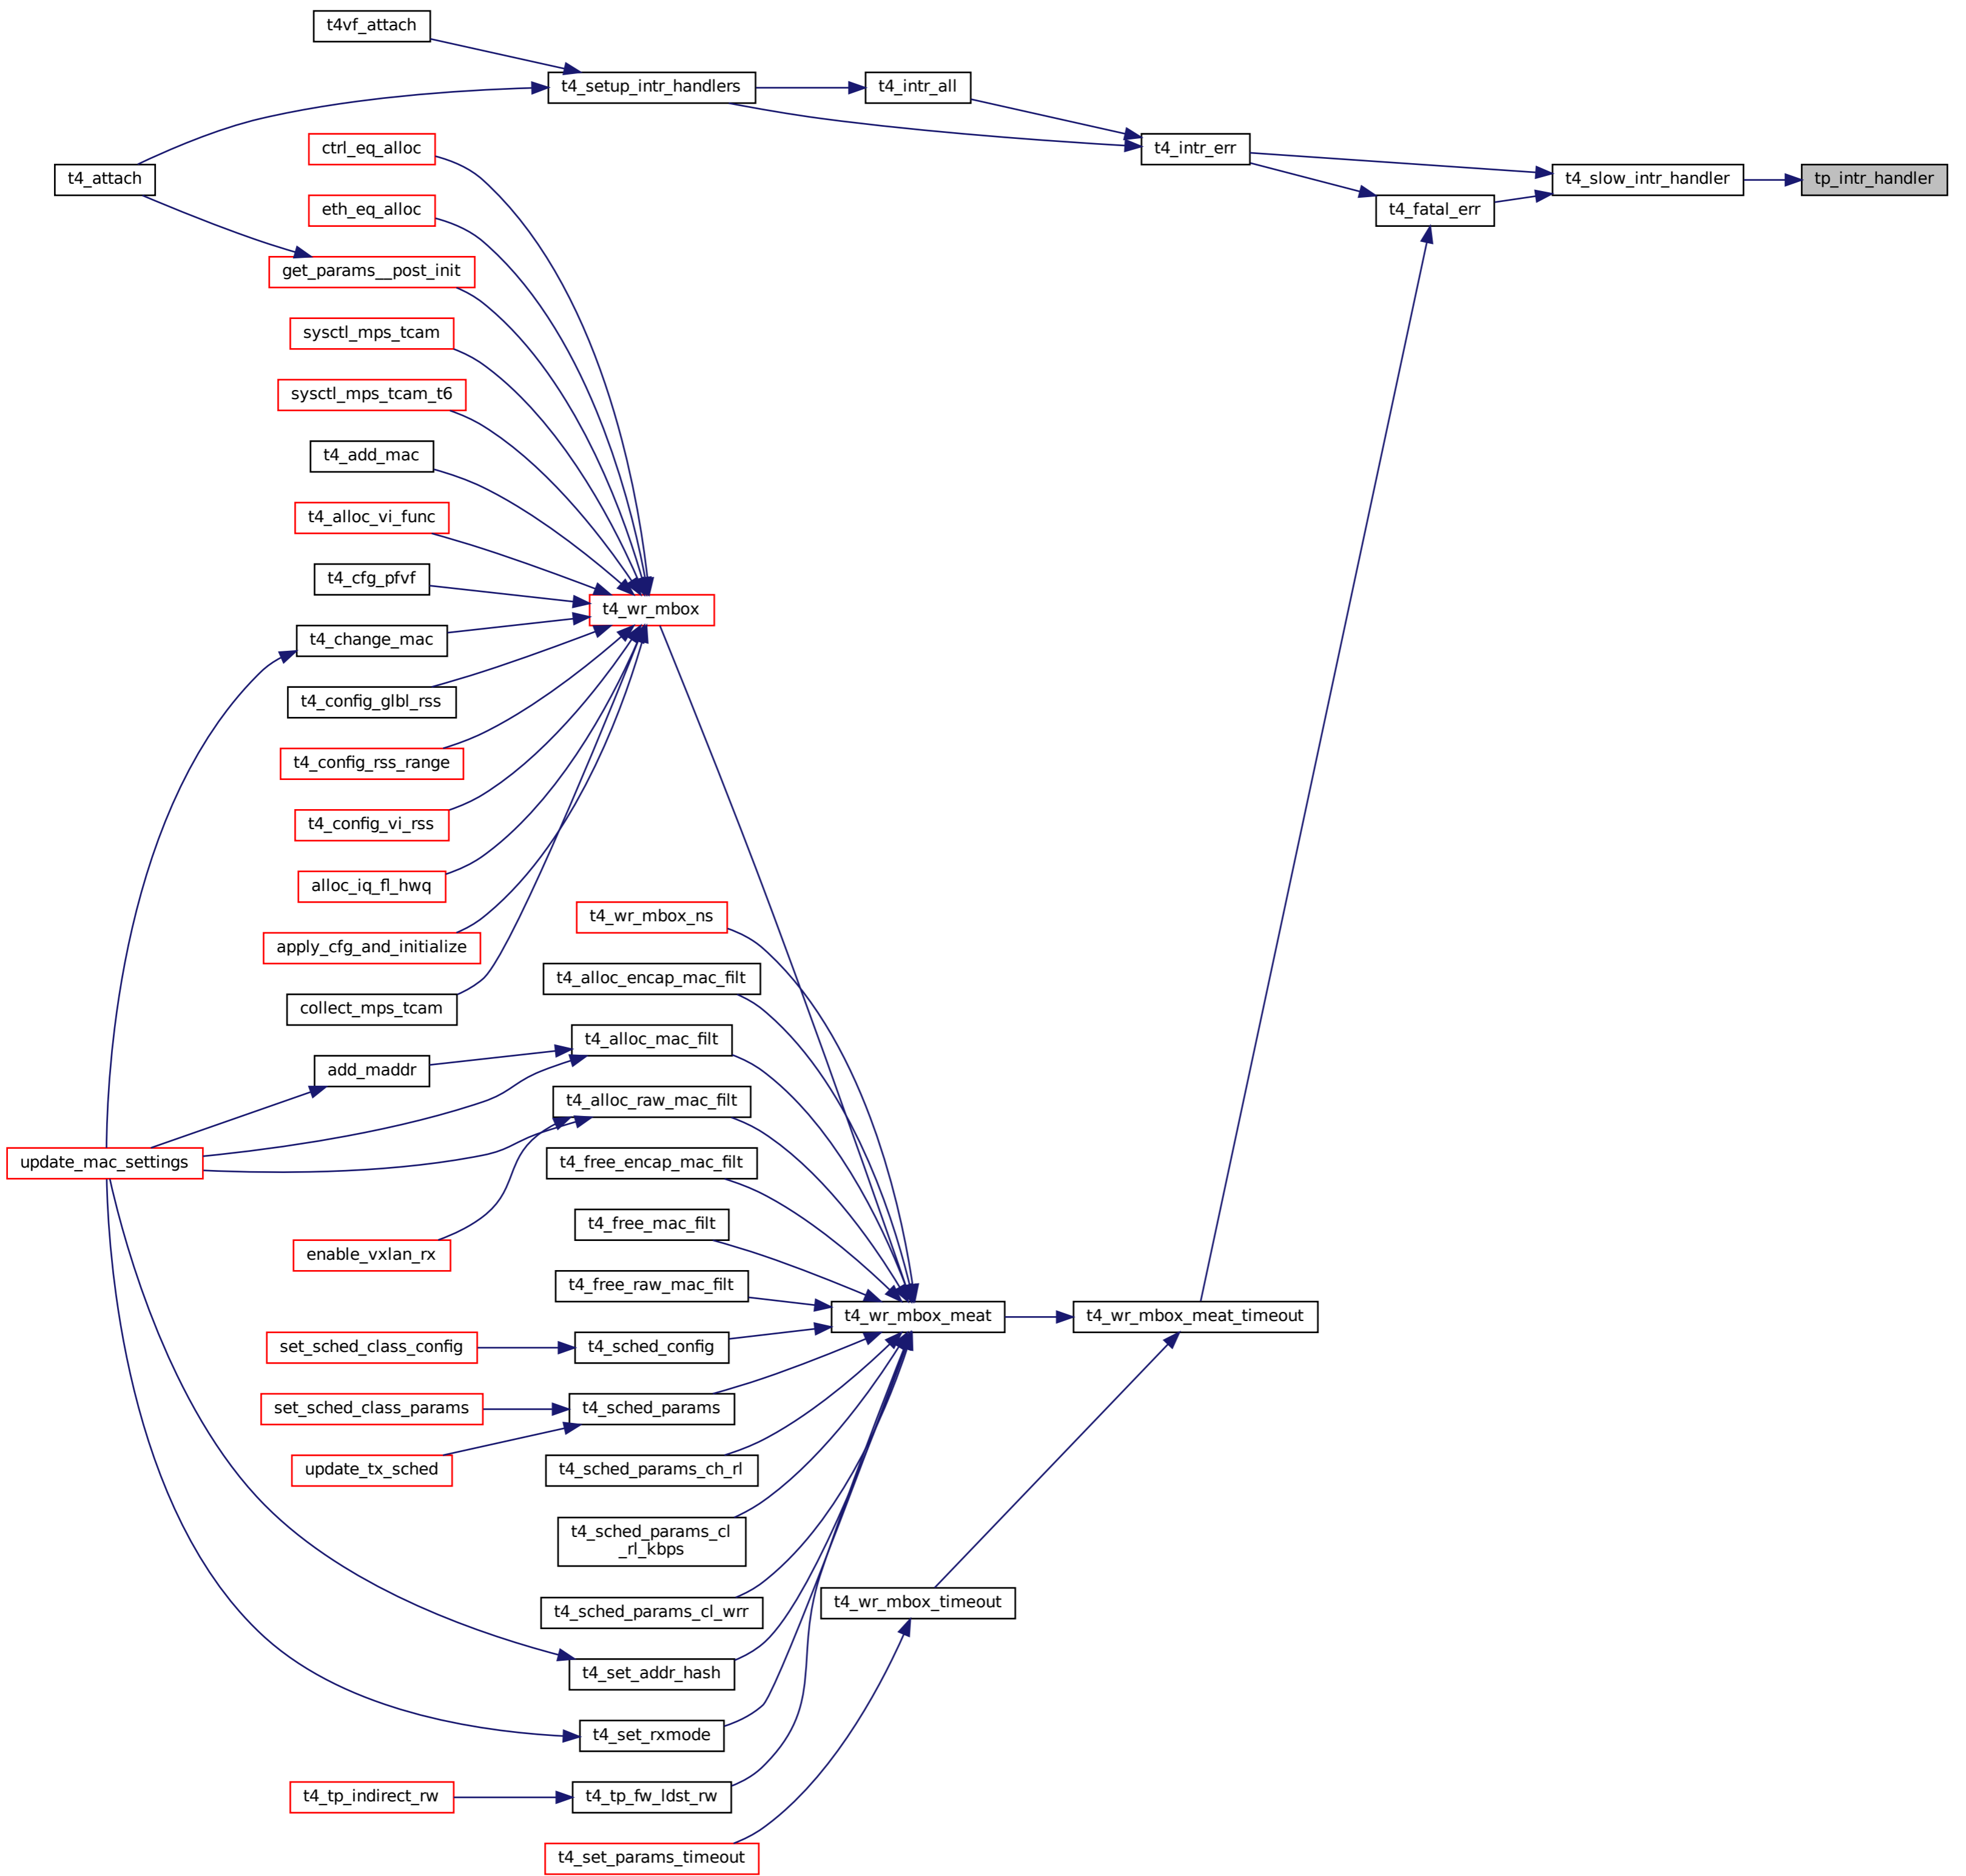 t4vf_attach
t4_setup_intr_handlers
t4_intr_all
ctrl_eq_alloc
t4_intr_err
t4_attach
t4_slow_intr_handler
tp_intr_handler
eth_eq_alloc
t4_fatal_err
get_params__post_init
sysctl_mps_tcam
sysctl_mps_tcam_t6
t4_add_mac
t4_alloc_vi_func
t4_cfg_pfvf
t4_wr_mbox
t4_change_mac
t4_config_glbl_rss
t4_config_rss_range
t4_config_vi_rss
alloc_iq_fl_hwq
t4_wr_mbox_ns
apply_cfg_and_initialize
t4_alloc_encap_mac_filt
collect_mps_tcam
t4_alloc_mac_filt
add_maddr
t4_alloc_raw_mac_filt
update_mac_settings
t4_free_encap_mac_filt
t4_free_mac_filt
enable_vxlan_rx
t4_free_raw_mac_filt
t4_wr_mbox_meat
t4_wr_mbox_meat_timeout
set_sched_class_config
t4_sched_config
set_sched_class_params
t4_sched_params
update_tx_sched
t4_sched_params_ch_rl
t4_sched_params_cl
_rl_kbps
t4_wr_mbox_timeout
t4_sched_params_cl_wrr
t4_set_addr_hash
t4_set_rxmode
t4_tp_indirect_rw
t4_tp_fw_ldst_rw
t4_set_params_timeout